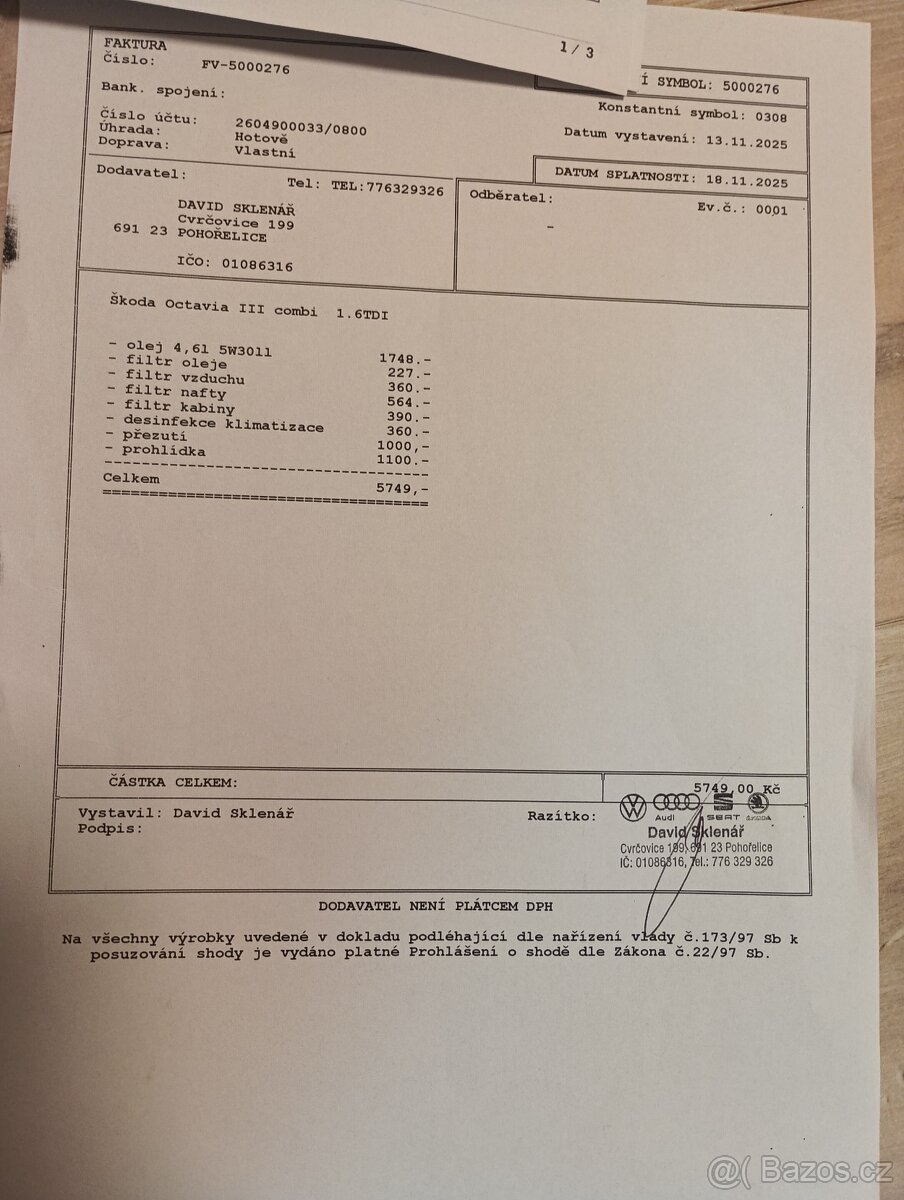 1 / 3
FAKTURA
Číslo: FV-5000276
Í SYMBOL: 5000276
Bank. spojení:
Konstantní symbol: 0308
Číslo účtu: 2604900033/0800
Úhrada: Hotově
Datum vystavení: 13.11.2025
Doprava: Vlastní
DATUM SPLATNOSTI: 18.11.2025
Dodavatel: Tel: TEL:776329326
Odběratel: Ev.č.: 0001
DAVID SKLENÁŘ
Cvrčovice 199
691 23 POHOŘELICE
-
IČO: 01086316
Škoda Octavia III combi 1.6TDI
- olej 4,6l 5W30ll 1748.-
- filtr oleje 227.-
- filtr vzduchu 360.-
- filtr nafty 564.-
- filtr kabiny 390.-
- desinfekce klimatizace 360.-
- přezutí 1000,-
- prohlídka 1100.-
Celkem 5749,-
ČÁSTKA CELKEM: 5749,00 Kč
Vystavil: David Sklenář
Podpis:
Razítko:
Audi SEAT ŠKODA
David Sklenář
Cvrčovice 199, 691 23 Pohořelice
IČ: 01086316, Tel.: 776 329 326
DODAVATEL NENÍ PLÁTCEM DPH
Na všechny výrobky uvedené v dokladu podléhající dle nařízení vlády č.173/97 Sb k
posuzování shody je vydáno platné Prohlášení o shodě dle Zákona č.22/97 Sb.
@( Bazos.cz